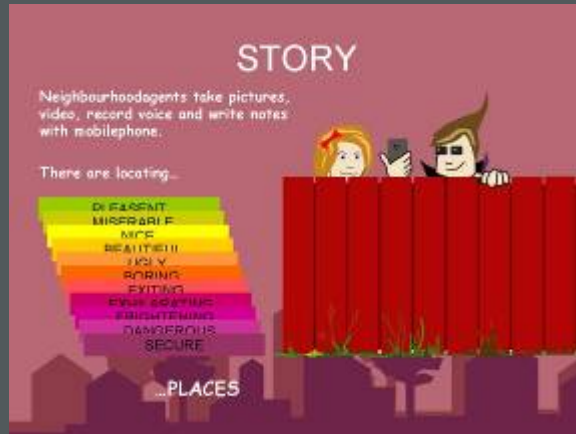 STORY
Neighbourhoodagents take pictures,
video, record voice and write notes
with mobilephone.
There are locating...
PLEASENT
MISERABLE
NICE
BEAUTIFUL
UGLY
BORING
EXITING
EXHILARATING
FRIGHTENING
DANGEROUS
SECURE
...PLACES